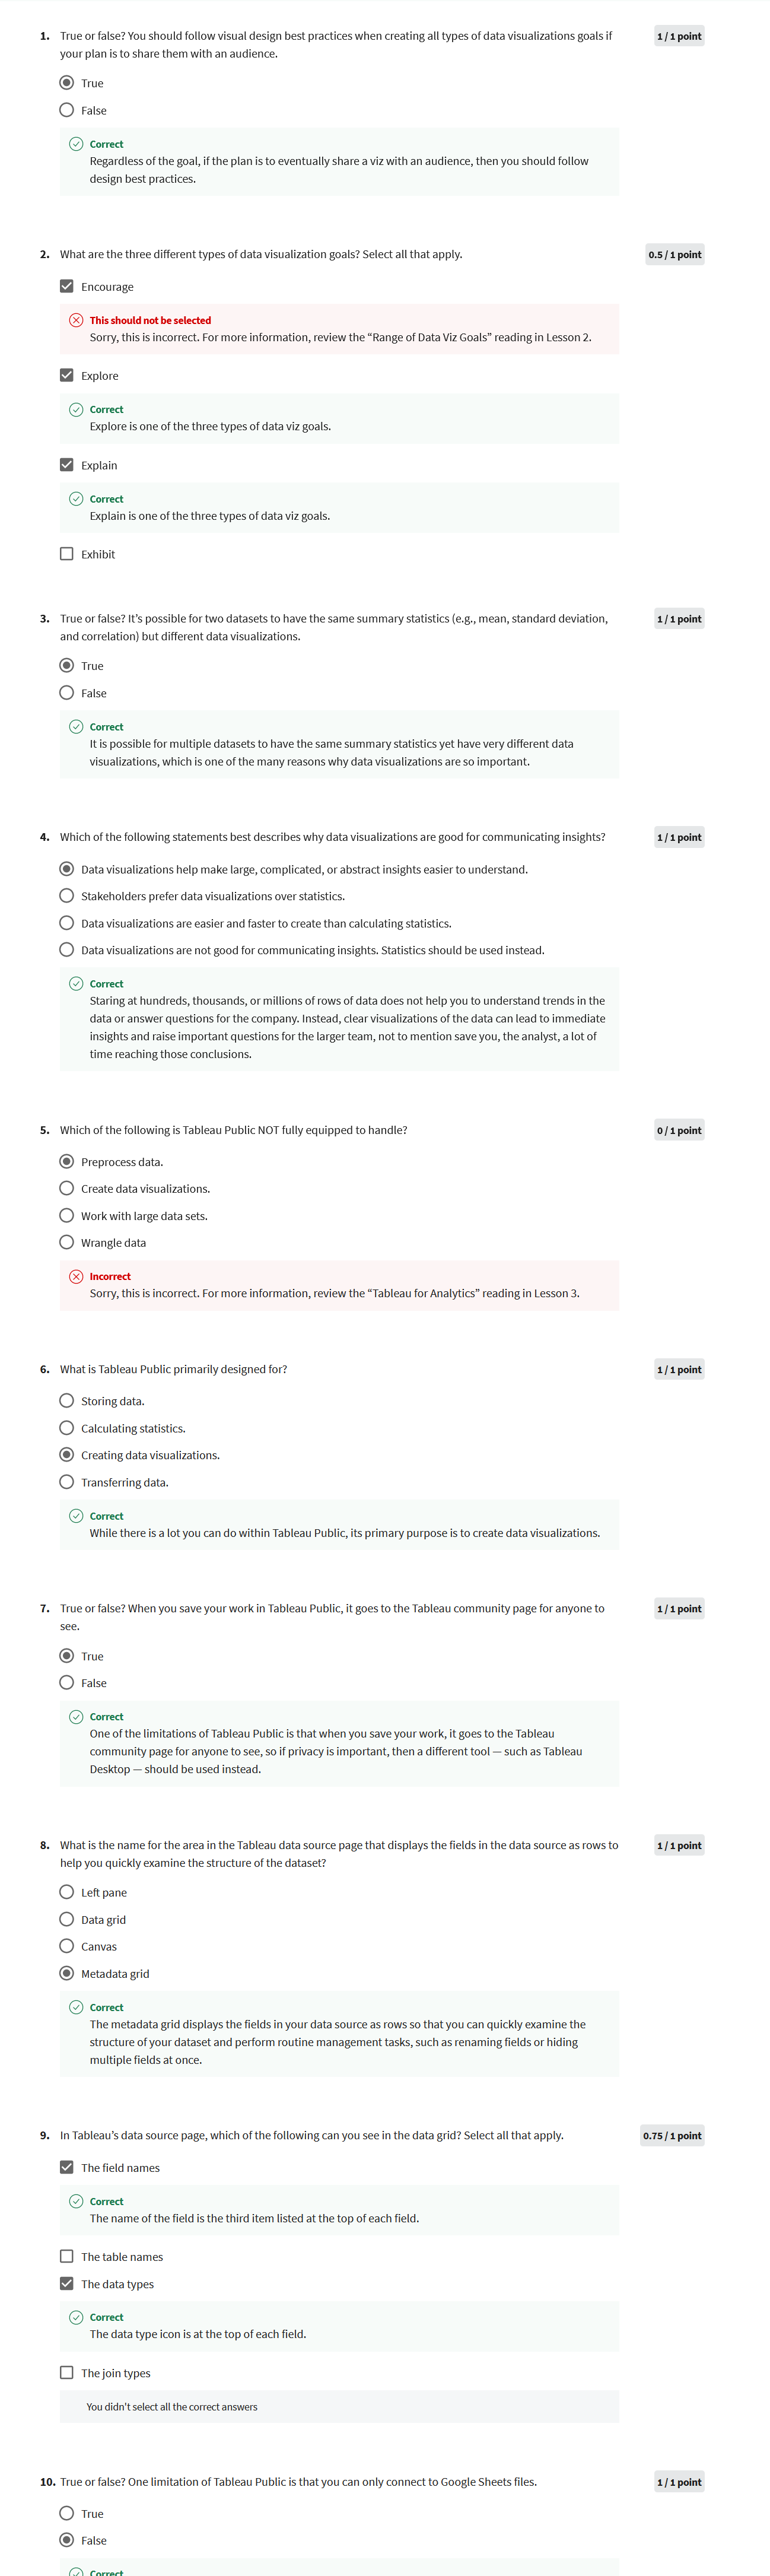 1. True or false? You should follow visual design best practices when creating all types of data visualizations goals if
your plan is to share them with an audience.
1 / 1 point
True
False
Correct
Regardless of the goal, if the plan is to eventually share a viz with an audience, then you should follow
design best practices.
2. What are the three different types of data visualization goals? Select all that apply.
0.5 / 1 point
Encourage
This should not be selected
Sorry, this is incorrect. For more information, review the “Range of Data Viz Goals” reading in Lesson 2.
Explore
Correct
Explore is one of the three types of data viz goals.
Explain
Correct
Explain is one of the three types of data viz goals.
Exhibit
3. True or false? It’s possible for two datasets to have the same summary statistics (e.g., mean, standard deviation,
and correlation) but different data visualizations.
1 / 1 point
True
False
Correct
It is possible for multiple datasets to have the same summary statistics yet have very different data
visualizations, which is one of the many reasons why data visualizations are so important.
4. Which of the following statements best describes why data visualizations are good for communicating insights?
1 / 1 point
Data visualizations help make large, complicated, or abstract insights easier to understand.
Stakeholders prefer data visualizations over statistics.
Data visualizations are easier and faster to create than calculating statistics.
Data visualizations are not good for communicating insights. Statistics should be used instead.
Correct
Staring at hundreds, thousands, or millions of rows of data does not help you to understand trends in the
data or answer questions for the company. Instead, clear visualizations of the data can lead to immediate
insights and raise important questions for the larger team, not to mention save you, the analyst, a lot of
time reaching those conclusions.
5. Which of the following is Tableau Public NOT fully equipped to handle?
0 / 1 point
Preprocess data.
Create data visualizations.
Work with large data sets.
Wrangle data
Incorrect
Sorry, this is incorrect. For more information, review the “Tableau for Analytics” reading in Lesson 3.
6. What is Tableau Public primarily designed for?
1 / 1 point
Storing data.
Calculating statistics.
Creating data visualizations.
Transferring data.
Correct
While there is a lot you can do within Tableau Public, its primary purpose is to create data visualizations.
7. True or false? When you save your work in Tableau Public, it goes to the Tableau community page for anyone to
see.
1 / 1 point
True
False
Correct
One of the limitations of Tableau Public is that when you save your work, it goes to the Tableau
community page for anyone to see, so if privacy is important, then a different tool — such as Tableau
Desktop — should be used instead.
8. What is the name for the area in the Tableau data source page that displays the fields in the data source as rows to
help you quickly examine the structure of the dataset?
1 / 1 point
Left pane
Data grid
Canvas
Metadata grid
Correct
The metadata grid displays the fields in your data source as rows so that you can quickly examine the
structure of your dataset and perform routine management tasks, such as renaming fields or hiding
multiple fields at once.
9. In Tableau’s data source page, which of the following can you see in the data grid? Select all that apply.
0.75 / 1 point
The field names
Correct
The name of the field is the third item listed at the top of each field.
The table names
The data types
Correct
The data type icon is at the top of each field.
The join types
You didn’t select all the correct answers
10. True or false? One limitation of Tableau Public is that you can only connect to Google Sheets files.
1 / 1 point
True
False
Correct